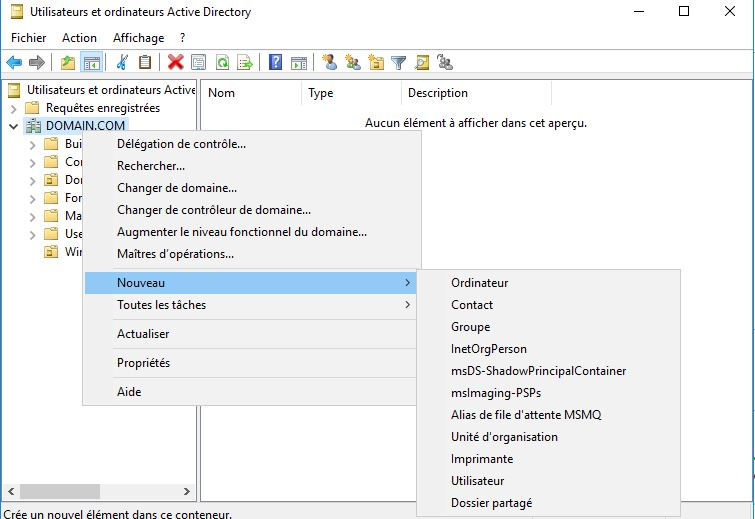 Utilisateurs et ordinateurs Active Directory
Fichier Action Affichage ?
Utilisateurs et ordinateurs Active
Requêtes enregistrées
DOMAIN.COM
Nom Type Description
Aucun élément à afficher dans cet aperçu.
Bui
Co
Do
For
Ma
Use
Win
Délégation de contrôle...
Rechercher...
Changer de domaine...
Changer de contrôleur de domaine...
Augmenter le niveau fonctionnel du domaine...
Maîtres d'opérations...
Nouveau
Toutes les tâches
Actualiser
Propriétés
Aide
Ordinateur
Contact
Groupe
InetOrgPerson
msDS-ShadowPrincipalContainer
msImaging-PSPs
Alias de file d'attente MSMQ
Unité d'organisation
Imprimante
Utilisateur
Dossier partagé
Crée un nouvel élément dans ce conteneur.